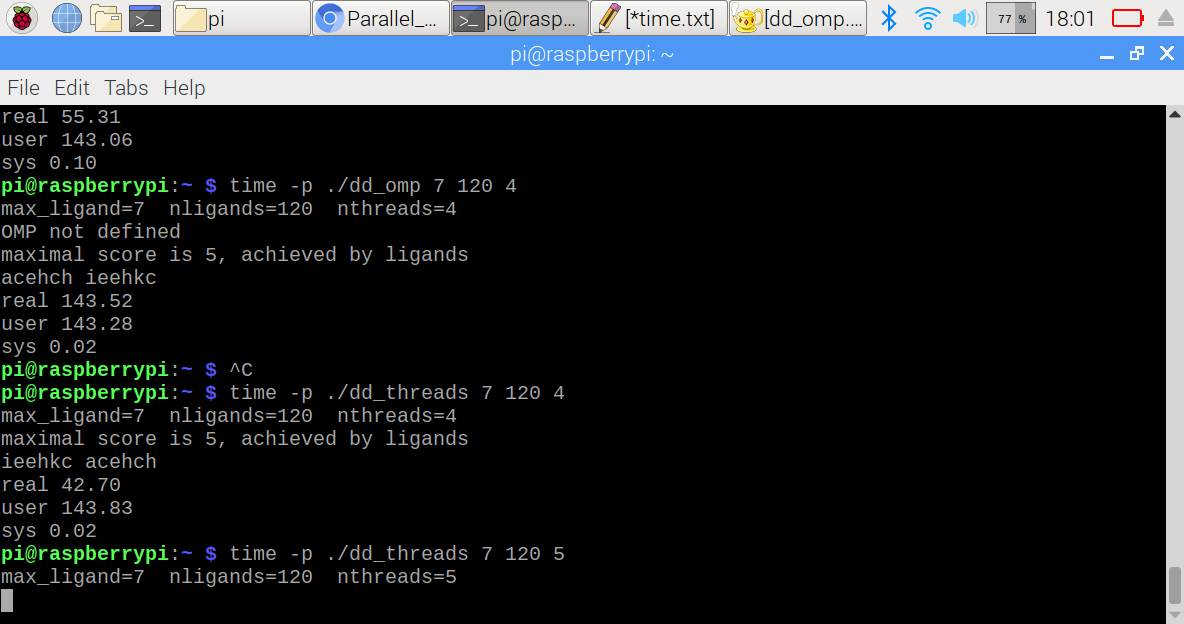 pi
Parallel_...
pi@rasp...
[*time.txt]
[dd_omp....
77 %
18:01
pi@raspberrypi: ~
File Edit Tabs Help
real 55.31
user 143.06
sys 0.10
pi@raspberrypi:~ $ time -p ./dd_omp 7 120 4
max_ligand=7  nligands=120  nthreads=4
OMP not defined
maximal score is 5, achieved by ligands
acehch ieehkc
real 143.52
user 143.28
sys 0.02
pi@raspberrypi:~ $ ^C
pi@raspberrypi:~ $ time -p ./dd_threads 7 120 4
max_ligand=7  nligands=120  nthreads=4
maximal score is 5, achieved by ligands
ieehkc acehch
real 42.70
user 143.83
sys 0.02
pi@raspberrypi:~ $ time -p ./dd_threads 7 120 5
max_ligand=7  nligands=120  nthreads=5